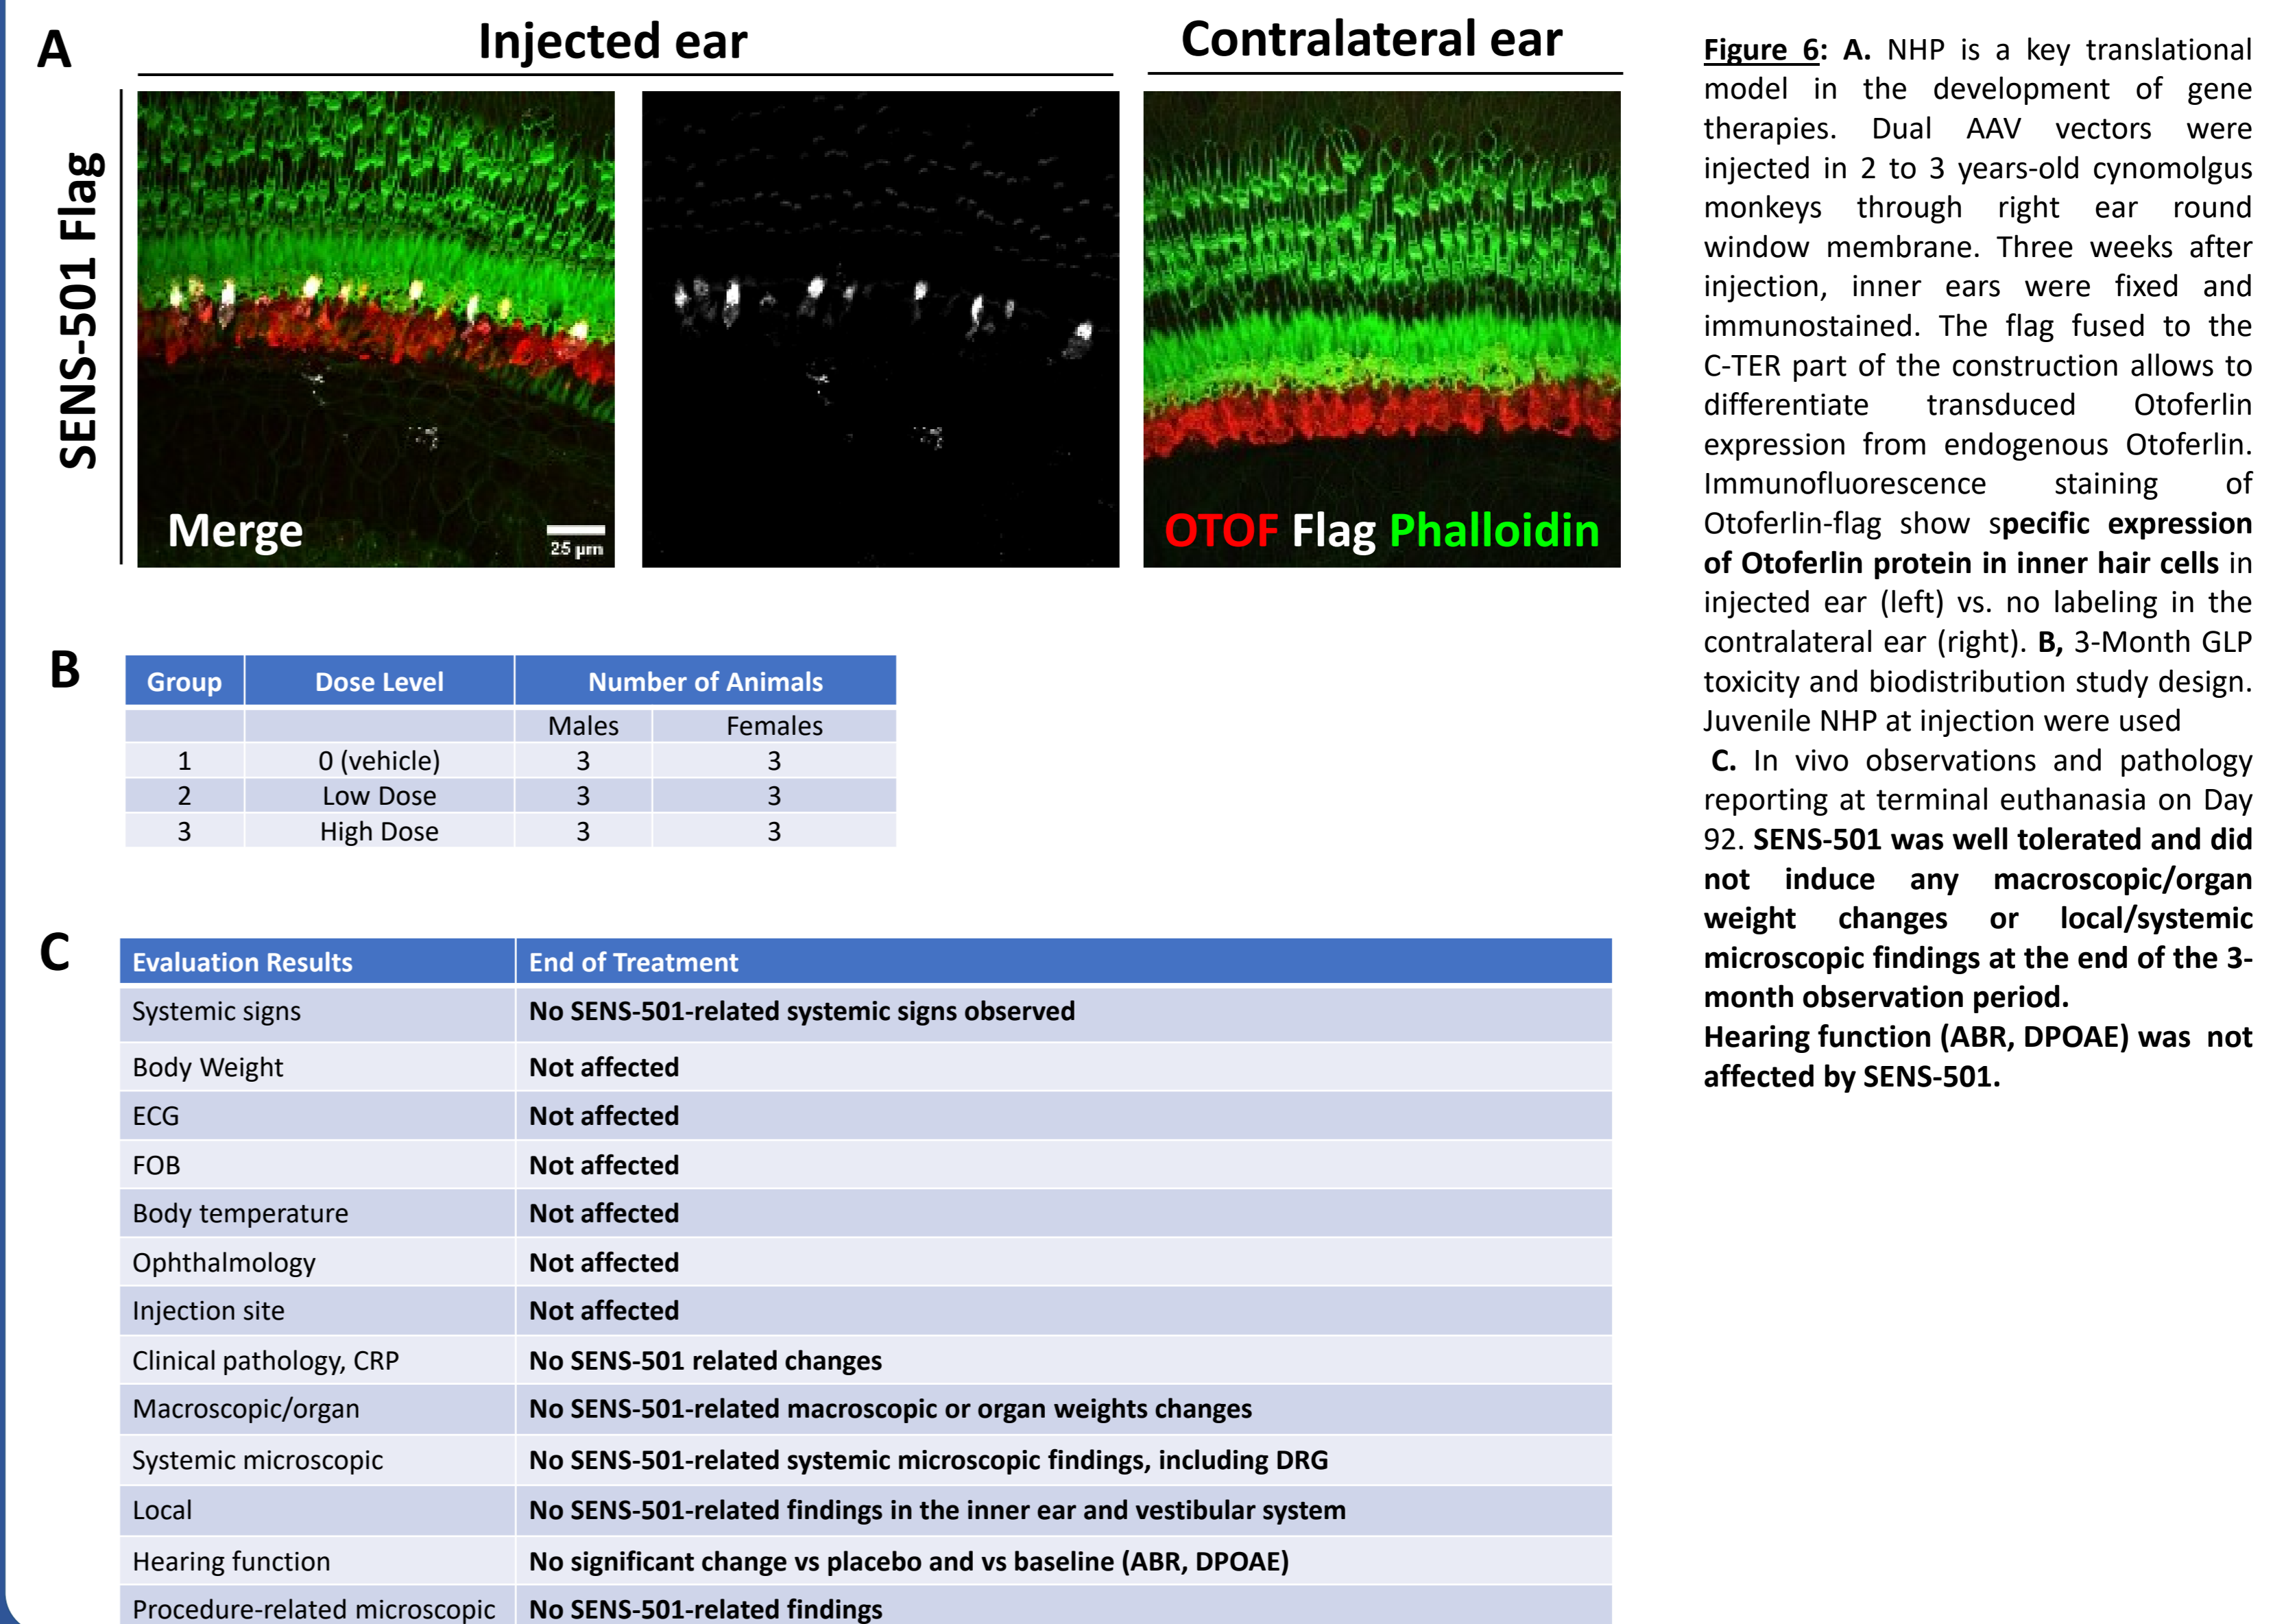 A
Injected ear
Contralateral ear
SENS-501 Flag
Merge
25 µm
OTOF Flag Phalloidin
B
Group Dose Level Number of Animals
Males Females
1 0 (vehicle) 3 3
2 Low Dose 3 3
3 High Dose 3 3
C
Evaluation Results End of Treatment
Systemic signs No SENS-501-related systemic signs observed
Body Weight Not affected
ECG Not affected
FOB Not affected
Body temperature Not affected
Ophthalmology Not affected
Injection site Not affected
Clinical pathology, CRP No SENS-501 related changes
Macroscopic/organ No SENS-501-related macroscopic or organ weights changes
Systemic microscopic No SENS-501-related systemic microscopic findings, including DRG
Local No SENS-501-related findings in the inner ear and vestibular system
Hearing function No significant change vs placebo and vs baseline (ABR, DPOAE)
Procedure-related microscopic No SENS-501-related findings
Figure 6: A. NHP is a key translational
model in the development of gene
therapies. Dual AAV vectors were
injected in 2 to 3 years-old cynomolgus
monkeys through right ear round
window membrane. Three weeks after
injection, inner ears were fixed and
immunostained. The flag fused to the
C-TER part of the construction allows to
differentiate transduced Otoferlin
expression from endogenous Otoferlin.
Immunofluorescence staining of
Otoferlin-flag show specific expression
of Otoferlin protein in inner hair cells in
injected ear (left) vs. no labeling in the
contralateral ear (right). B, 3-Month GLP
toxicity and biodistribution study design.
Juvenile NHP at injection were used
C. In vivo observations and pathology
reporting at terminal euthanasia on Day
92. SENS-501 was well tolerated and did
not induce any macroscopic/organ
weight changes or local/systemic
microscopic findings at the end of the 3-
month observation period.
Hearing function (ABR, DPOAE) was not
affected by SENS-501.